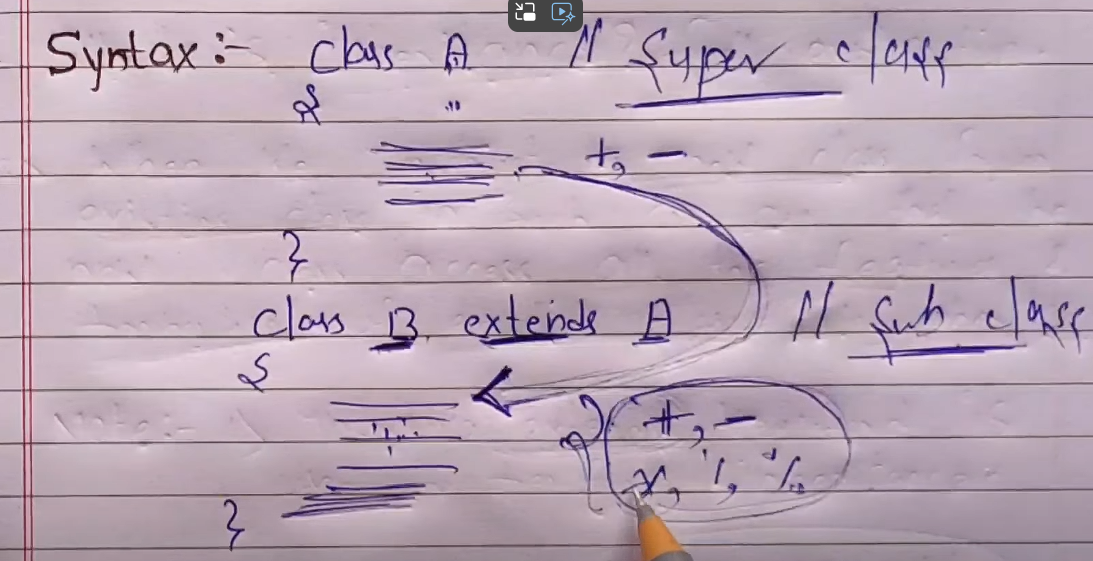 Syntax:- Class A // Super class
{
+, -
}
Class B extends A // Sub class
{
+, -
x, %
}